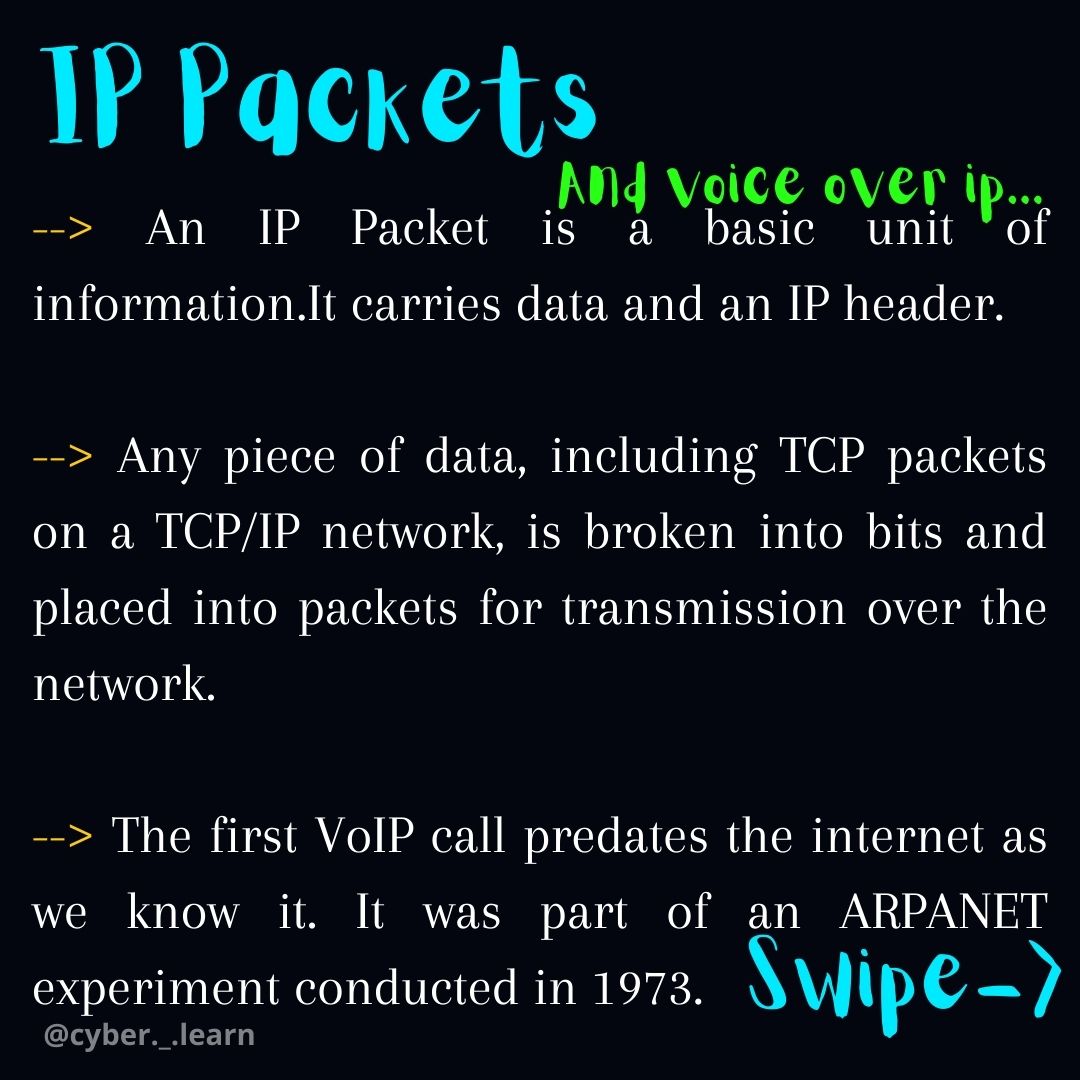 IP Packets
And voice over ip...
--> An IP Packet is a basic unit of
information.It carries data and an IP header.
--> Any piece of data, including TCP packets
on a TCP/IP network, is broken into bits and
placed into packets for transmission over the
network.
--> The first VoIP call predates the internet as
we know it. It was part of an ARPANET
experiment conducted in 1973.
Swipe->
@cyber._.learn